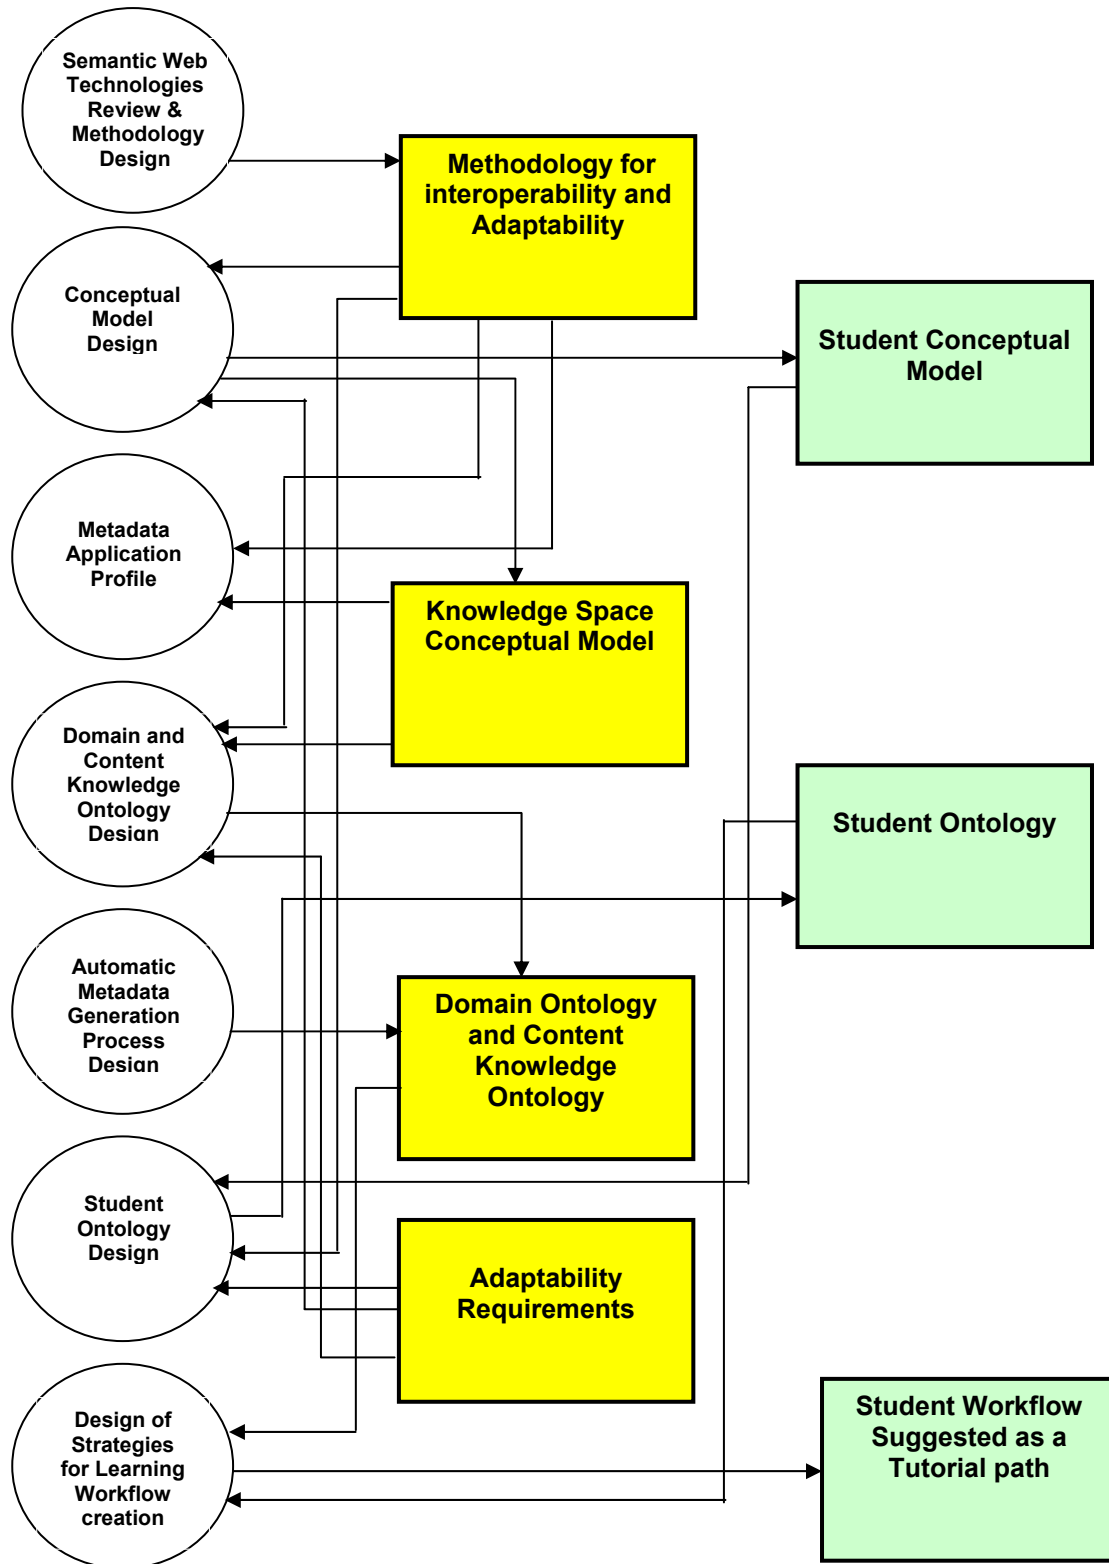 Semantic Web
Technologies
Review &
Methodology
Design
Methodology for
interoperability and
Adaptability
Conceptual
Model
Design
Student Conceptual
Model
Metadata
Application
Profile
Knowledge Space
Conceptual Model
Domain and
Content
Knowledge
Ontology
Design
Student Ontology
Automatic
Metadata
Generation
Process
Design
Domain Ontology
and Content
Knowledge
Ontology
Student
Ontology
Design
Adaptability
Requirements
Design of
Strategies
for Learning
Workflow
creation
Student Workflow
Suggested as a
Tutorial path